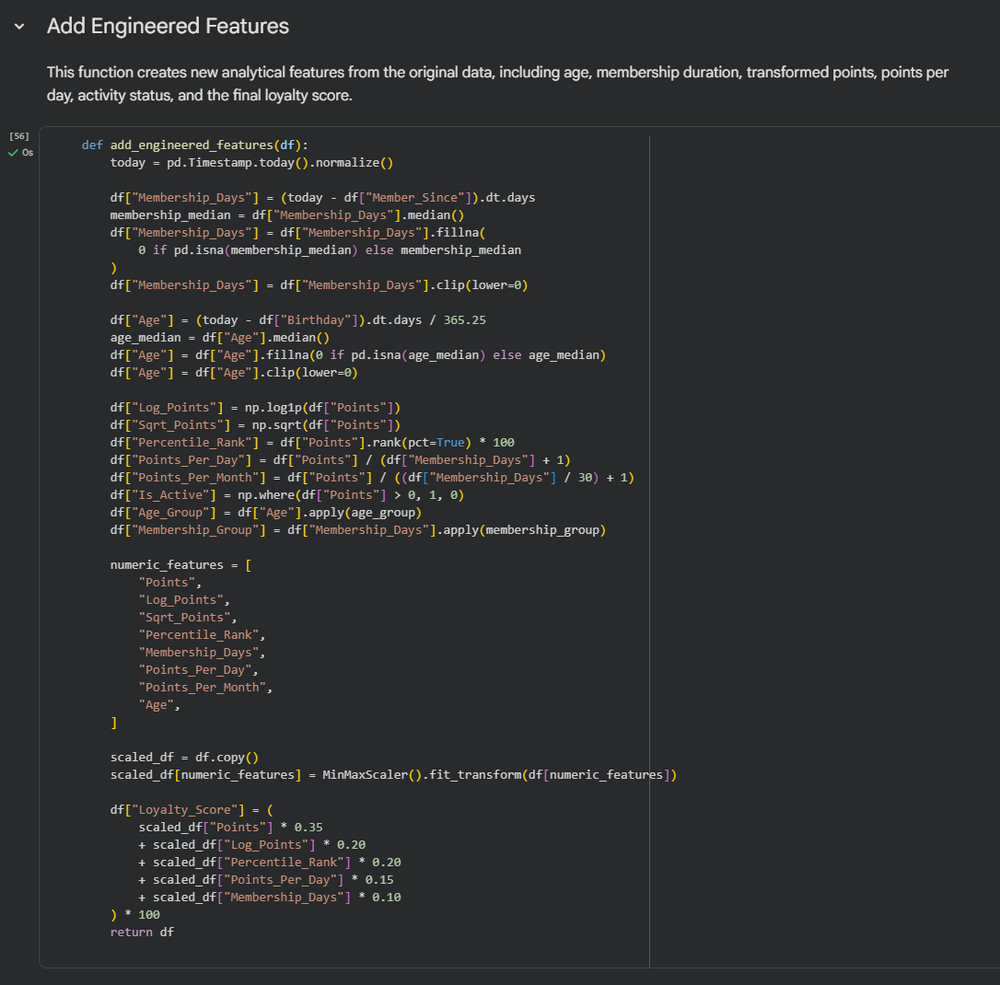 Add Engineered Features
This function creates new analytical features from the original data, including age, membership duration, transformed points, points per
day, activity status, and the final loyalty score.
[56]
0s
def add_engineered_features(df):
    today = pd.Timestamp.today().normalize()

    df["Membership_Days"] = (today - df["Member_Since"]).dt.days
    membership_median = df["Membership_Days"].median()
    df["Membership_Days"] = df["Membership_Days"].fillna(
        0 if pd.isna(membership_median) else membership_median
    )
    df["Membership_Days"] = df["Membership_Days"].clip(lower=0)

    df["Age"] = (today - df["Birthday"]).dt.days / 365.25
    age_median = df["Age"].median()
    df["Age"] = df["Age"].fillna(0 if pd.isna(age_median) else age_median)
    df["Age"] = df["Age"].clip(lower=0)

    df["Log_Points"] = np.log1p(df["Points"])
    df["Sqrt_Points"] = np.sqrt(df["Points"])
    df["Percentile_Rank"] = df["Points"].rank(pct=True) * 100
    df["Points_Per_Day"] = df["Points"] / (df["Membership_Days"] + 1)
    df["Points_Per_Month"] = df["Points"] / ((df["Membership_Days"] / 30) + 1)
    df["Is_Active"] = np.where(df["Points"] > 0, 1, 0)
    df["Age_Group"] = df["Age"].apply(age_group)
    df["Membership_Group"] = df["Membership_Days"].apply(membership_group)

    numeric_features = [
        "Points",
        "Log_Points",
        "Sqrt_Points",
        "Percentile_Rank",
        "Membership_Days",
        "Points_Per_Day",
        "Points_Per_Month",
        "Age",
    ]

    scaled_df = df.copy()
    scaled_df[numeric_features] = MinMaxScaler().fit_transform(df[numeric_features])

    df["Loyalty_Score"] = (
        scaled_df["Points"] * 0.35
        + scaled_df["Log_Points"] * 0.20
        + scaled_df["Percentile_Rank"] * 0.20
        + scaled_df["Points_Per_Day"] * 0.15
        + scaled_df["Membership_Days"] * 0.10
    ) * 100
    return df